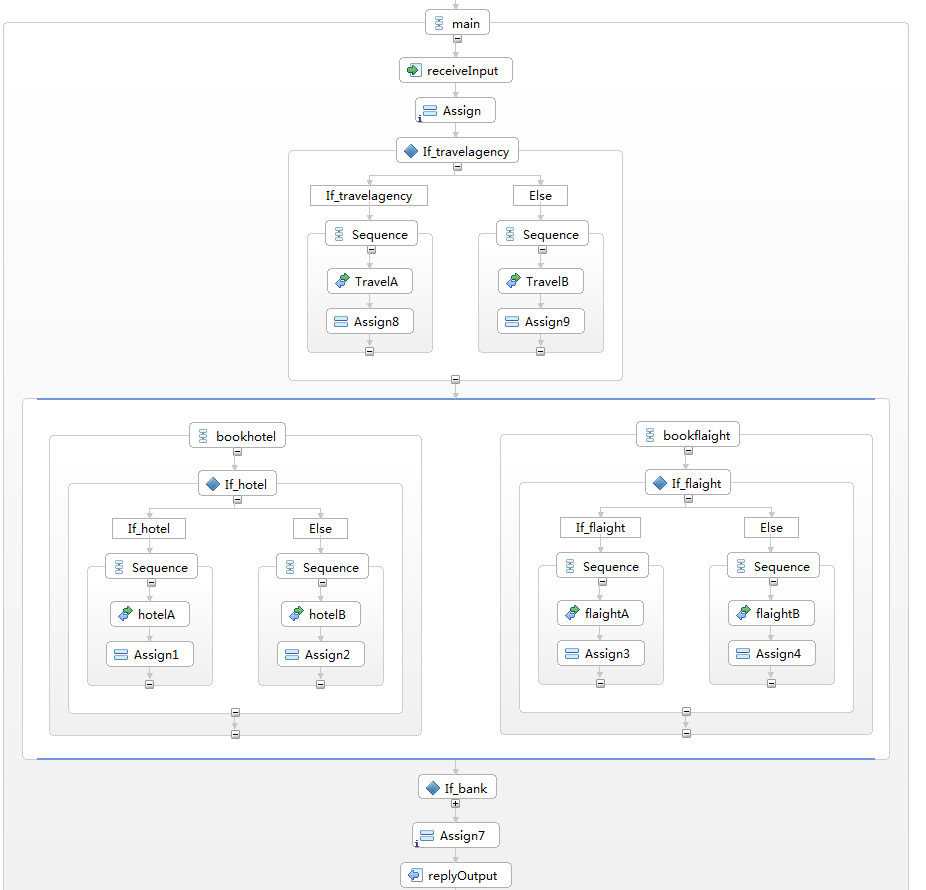 main
receiveInput
Assign
If_travelagency
If_travelagency
Else
Sequence
Sequence
TravelA
TravelB
Assign8
Assign9
bookhotel
bookflaight
If_hotel
If_flaight
If_hotel
Else
If_flaight
Else
Sequence
Sequence
Sequence
Sequence
hotelA
hotelB
flaightA
flaightB
Assign1
Assign2
Assign3
Assign4
If_bank
Assign7
replyOutput